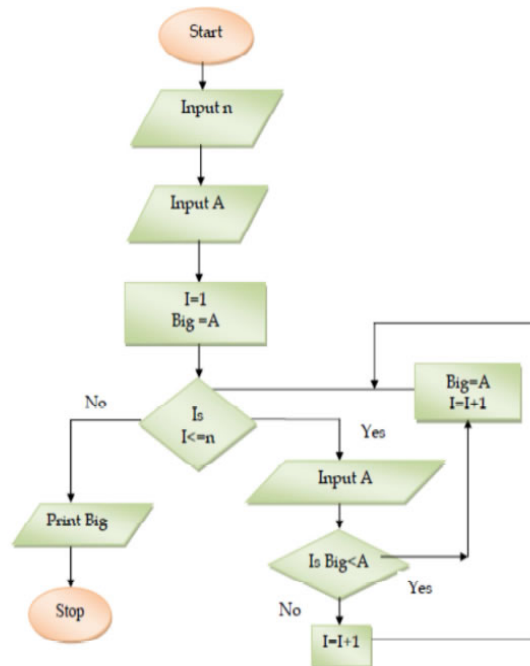 Start
Input n
Input A
I=1
Big =A
Is
I<=n
No
Yes
Big=A
I=I+1
Input A
Print Big
Is Big<A
Yes
No
Stop
I=I+1